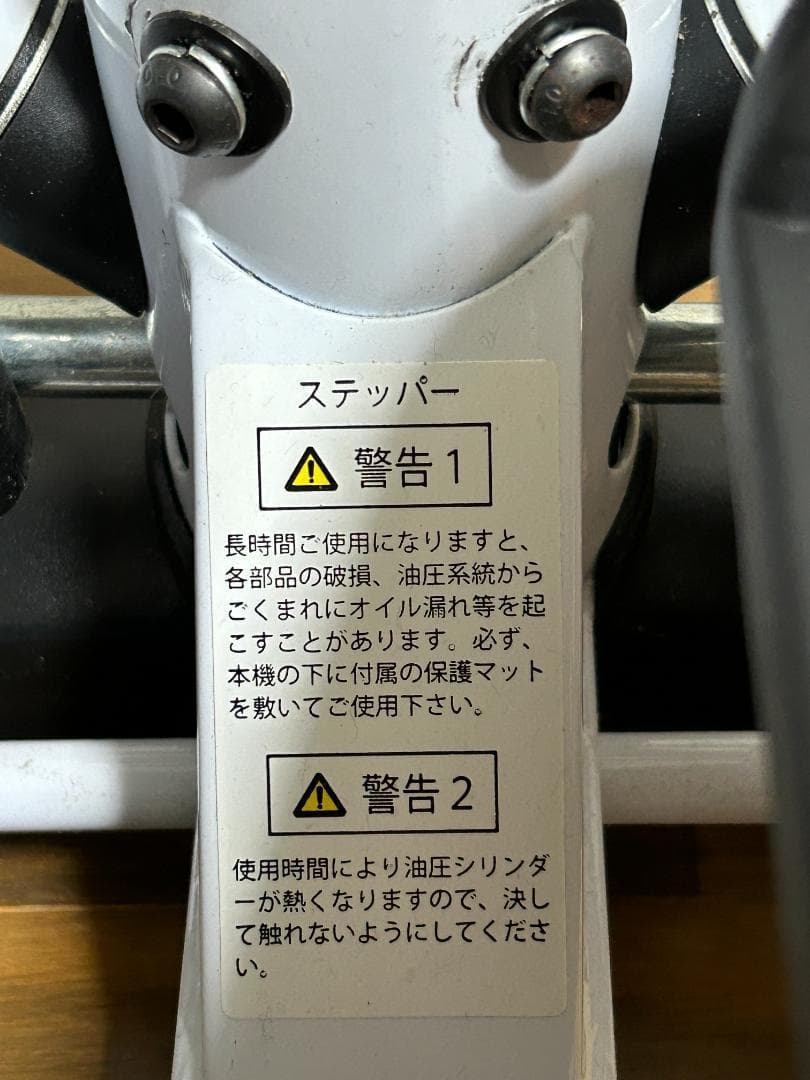 ステッパー
警告1
長時間ご使用になりますと、
各部品の破損、油圧系統から
ごくまれにオイル漏れ等を起
こすことがあります。必ず、
本機の下に付属の保護マット
を敷いてご使用下さい。
警告2
使用時間により油圧シリンダ
ーが熱くなりますので、決し
て触れないようにしてくださ
い。